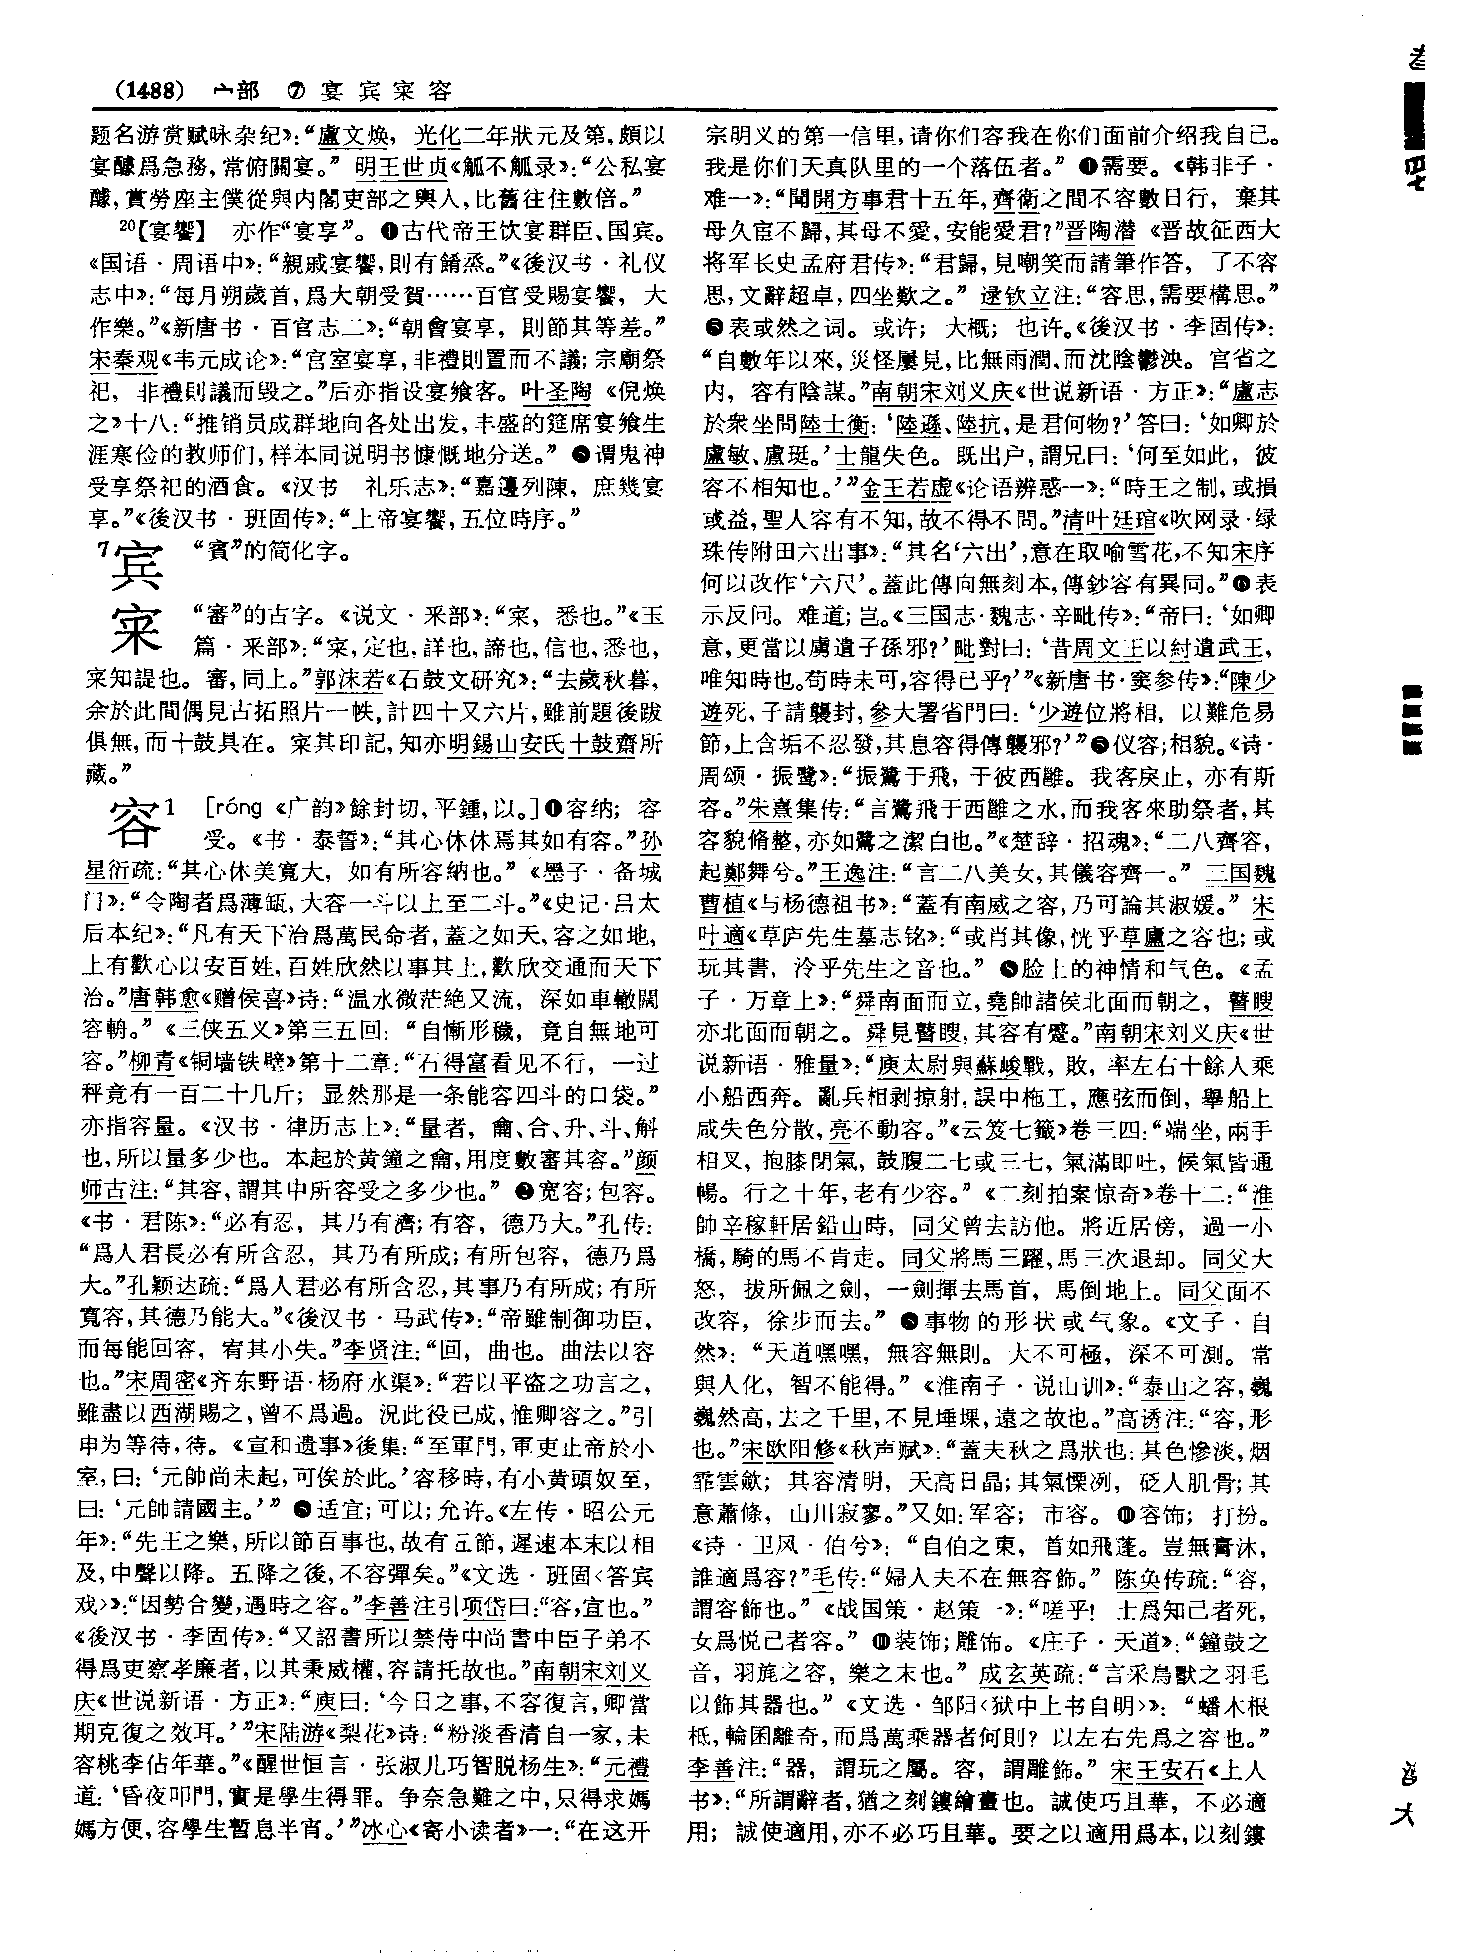 (1488) 宀部 ⑦ 宴宾宷容
题名游赏赋咏杂纪》：“盧文焕，光化二年狀元及第，頗以
宴醵爲急務，常俯關宴。”明王世贞《觚不觚录》：“公私宴
醵，賞勞座主僕從與内閣吏部之輿人，比舊往往數倍。”
20【宴饗】 亦作“宴享”。❶古代帝王饮宴群臣、国宾。
《国语·周语中》：“親戚宴饗，則有餚烝。”《後汉书·礼仪
志中》：“每月朔歲首，爲大朝受賀……百官受賜宴饗，大
作樂。”《新唐书·百官志二》：“朝會宴享，則節其等差。”
宋秦观《韦元成论》：“宫室宴享，非禮則置而不議；宗廟祭
祀，非禮則議而毁之。”后亦指设宴飨客。叶圣陶《倪焕
之》十八：“推销员成群地向各处出发，丰盛的筵席宴飨生
涯寒俭的教师们，样本同说明书慷慨地分送。”❷谓鬼神
受享祭祀的酒食。《汉书 礼乐志》：“嘉籩列陳，庶幾宴
享。”《後汉书·班固传》：“上帝宴饗，五位時序。”
7宾 “賓”的简化字。
宷 “審”的古字。《说文·釆部》：“宷，悉也。”《玉
篇·釆部》：“宷，定也，詳也，諦也，信也，悉也，
宷知諟也。審，同上。”郭沫若《石鼓文研究》：“去歲秋暮，
余於此間偶見古拓照片一帙，計四十又六片，雖前題後跋
俱無，而十鼓具在。宷其印記，知亦明錫山安氏十鼓齋所
藏。”
容1 [róng《广韵》餘封切，平鍾，以。]❶容纳；容
受。《书·泰誓》：“其心休休焉其如有容。”孙
星衍疏：“其心休美寬大，如有所容納也。”《墨子·备城
门》：“令陶者爲薄缻，大容一斗以上至二斗。”《史记·吕太
后本纪》：“凡有天下治爲萬民命者，蓋之如天，容之如地，
上有歡心以安百姓，百姓欣然以事其上，歡欣交通而天下
治。”唐韩愈《赠侯喜》诗：“温水微茫絶又流，深如車轍闊
容輈。”《三侠五义》第三五回：“自慚形穢，竟自無地可
容。”柳青《铜墙铁壁》第十二章：“石得富看见不行，一过
秤竟有一百二十几斤；显然那是一条能容四斗的口袋。”
亦指容量。《汉书·律历志上》：“量者，龠、合、升、斗、斛
也，所以量多少也。本起於黄鐘之龠，用度數審其容。”颜
师古注：“其容，謂其中所容受之多少也。”❷宽容；包容。
《书·君陈》：“必有忍，其乃有濟；有容，德乃大。”孔传：
“爲人君長必有所含忍，其乃有所成；有所包容，德乃爲
大。”孔颖达疏：“爲人君必有所含忍，其事乃有所成；有所
寬容，其德乃能大。”《後汉书·马武传》：“帝雖制御功臣，
而每能回容，宥其小失。”李贤注：“回，曲也。曲法以容
也。”宋周密《齐东野语·杨府水渠》：“若以平盗之功言之，
雖盡以西湖賜之，曾不爲過。況此役已成，惟卿容之。”引
申为等待，待。《宣和遗事》後集：“至軍門，軍吏止帝於小
室，曰：‘元帥尚未起，可俟於此。’容移時，有小黄頭奴至，
曰：‘元帥請國主。’”❸适宜；可以；允许。《左传·昭公元
年》：“先王之樂，所以節百事也，故有五節，遲速本末以相
及，中聲以降。五降之後，不容彈矣。”《文选·班固〈答宾
戏〉》：“因勢合變，遇時之容。”李善注引项岱曰：“容，宜也。”
《後汉书·李固传》：“又詔書所以禁侍中尚書中臣子弟不
得爲吏察孝廉者，以其秉威權，容請托故也。”南朝宋刘义
庆《世说新语·方正》：“庾曰：‘今日之事，不容復言，卿當
期克復之效耳。’”宋陆游《梨花》诗：“粉淡香清自一家，未
容桃李佔年華。”《醒世恒言·张淑儿巧智脱杨生》：“元禮
道：‘昏夜叩門，實是學生得罪。争奈急難之中，只得求媽
媽方便，容學生暫息半宵。’”冰心《寄小读者》一：“在这开
宗明义的第一信里，请你们容我在你们面前介绍我自己。
我是你们天真队里的一个落伍者。”❹需要。《韩非子·
难一》：“聞開方事君十五年，齊衛之間不容數日行，棄其
母久宦不歸，其母不愛，安能愛君？”晋陶潜《晋故征西大
将军长史孟府君传》：“君歸，見嘲笑而請筆作答，了不容
思，文辭超卓，四坐歎之。”逯钦立注：“容思，需要構思。”
❺表或然之词。或许；大概；也许。《後汉书·李固传》：
“自數年以來，災怪屢見，比無雨潤，而沈陰鬱泱。宫省之
内，容有陰謀。”南朝宋刘义庆《世说新语·方正》：“盧志
於衆坐問陸士衡：‘陸遜、陸抗，是君何物？’答曰：‘如卿於
盧毓、盧珽。’士龍失色。既出户，謂兄曰：‘何至如此，彼
容不相知也。’”金王若虚《论语辨惑一》：“時王之制，或損
或益，聖人容有不知，故不得不問。”清叶廷琯《吹网录·绿
珠传附田六出事》：“其名‘六出’，意在取喻雪花，不知宋序
何以改作‘六尺’。蓋此傳向無刻本，傳鈔容有異同。”❻表
示反问。难道；岂。《三国志·魏志·辛毗传》：“帝曰：‘如卿
意，更當以虜遺子孫邪？’毗對曰：‘昔周文王以紂遺武王，
唯知時也。苟時未可，容得已乎？’”《新唐书·窦参传》：“陳少
遊死，子請襲封，參大署省門曰：‘少遊位將相，以難危易
節，上含垢不忍發，其息容得傳襲邪？’”❼仪容；相貌。《诗·
周颂·振鹭》：“振鷺于飛，于彼西雝。我客戾止，亦有斯
容。”朱熹集传：“言鷺飛于西雝之水，而我客來助祭者，其
容貌脩整，亦如鷺之潔白也。”《楚辞·招魂》：“二八齊容，
起鄭舞兮。”王逸注：“言二八美女，其儀容齊一。”三国魏
曹植《与杨德祖书》：“蓋有南威之容，乃可論其淑媛。”宋
叶適《草庐先生墓志铭》：“或肖其像，恍乎草廬之容也；或
玩其書，泠乎先生之音也。”❽脸上的神情和气色。《孟
子·万章上》：“舜南面而立，堯帥諸侯北面而朝之，瞽瞍
亦北面而朝之。舜見瞽瞍，其容有蹙。”南朝宋刘义庆《世
说新语·雅量》：“庾太尉與蘇峻戰，敗，率左右十餘人乘
小船西奔。亂兵相剥掠射，誤中柁工，應弦而倒，舉船上
咸失色分散，亮不動容。”《云笈七籤》卷三四：“端坐，兩手
相叉，抱膝閉氣，鼓腹二七或三七，氣滿即吐，候氣皆通
暢。行之十年，老有少容。”《二刻拍案惊奇》卷十二：“淮
帥辛稼軒居鉛山時，同父曾去訪他。將近居傍，過一小
橋，騎的馬不肯走。同父將馬三躍，馬三次退却。同父大
怒，拔所佩之劍，一劍揮去馬首，馬倒地上。同父面不
改容，徐步而去。”❾事物的形状或气象。《文子·自
然》：“天道嘿嘿，無容無則。大不可極，深不可測。常
與人化，智不能得。”《淮南子·说山训》：“泰山之容，巍
巍然高，去之千里，不見埵堁，遠之故也。”高诱注：“容，形
也。”宋欧阳修《秋声赋》：“蓋夫秋之爲狀也：其色慘淡，烟
霏雲斂；其容清明，天高日晶；其氣慄冽，砭人肌骨；其
意蕭條，山川寂寥。”又如：军容；市容。❿容饰；打扮。
《诗·卫风·伯兮》：“自伯之東，首如飛蓬。豈無膏沐，
誰適爲容？”毛传：“婦人夫不在無容飾。”陈奂传疏：“容，
謂容飾也。”《战国策·赵策一》：“嗟乎！士爲知己者死，
女爲悦己者容。”⓫装饰；雕饰。《庄子·天道》：“鐘鼓之
音，羽旄之容，樂之末也。”成玄英疏：“言采鳥獸之羽毛
以飾其器也。”《文选·邹阳〈狱中上书自明〉》：“蟠木根
柢，輪囷離奇，而爲萬乘器者何則？以左右先爲之容也。”
李善注：“器，謂玩之屬。容，謂雕飾。”宋王安石《上人
书》：“所謂辭者，猶之刻鏤繪畫也。誠使巧且華，不必適
用；誠使適用，亦不必巧且華。要之以適用爲本，以刻鏤